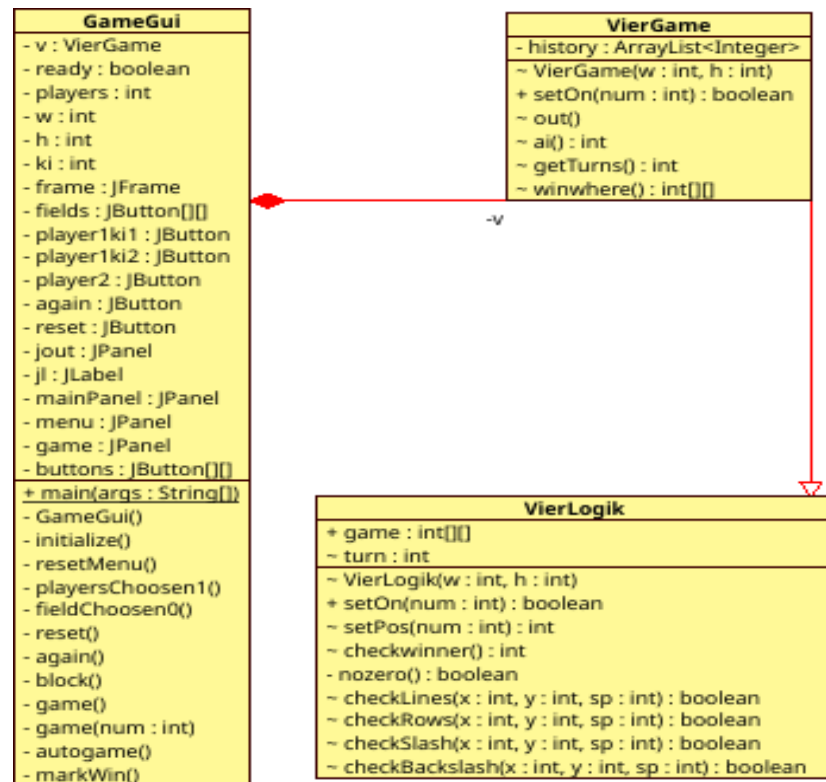 GameGui
- v : VierGame
- ready : boolean
- players : int
- w : int
- h : int
- ki : int
- frame : JFrame
- fields : JButton[][]
- player1ki1 : JButton
- player1ki2 : JButton
- player2 : JButton
- again : JButton
- reset : JButton
- jout : JPanel
- jl : JLabel
- mainPanel : JPanel
- menu : JPanel
- game : JPanel
- buttons : JButton[][]
+ main(args : String[])
- GameGui()
- initialize()
- resetMenu()
- playersChoosen1()
- fieldChoosen0()
- reset()
- again()
- block()
- game()
- game(num : int)
- autogame()
- markWin()
VierGame
- history : ArrayList<Integer>
~ VierGame(w : int, h : int)
+ setOn(num : int) : boolean
~ out()
~ ai() : int
~ getTurns() : int
~ winwhere() : int[][]
-v
VierLogik
+ game : int[][]
~ turn : int
~ VierLogik(w : int, h : int)
+ setOn(num : int) : boolean
~ setPos(num : int) : int
~ checkwinner() : int
- nozero() : boolean
~ checkLines(x : int, y : int, sp : int) : boolean
~ checkRows(x : int, y : int, sp : int) : boolean
~ checkSlash(x : int, y : int, sp : int) : boolean
~ checkBackslash(x : int, y : int, sp : int) : boolean